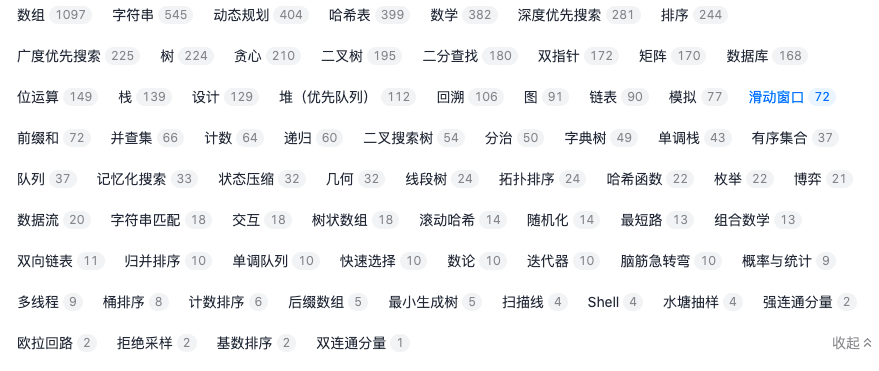 数组 1097 字符串 545 动态规划 404 哈希表 399 数学 382 深度优先搜索 281 排序 244
广度优先搜索 225 树 224 贪心 210 二叉树 195 二分查找 180 双指针 172 矩阵 170 数据库 168
位运算 149 栈 139 设计 129 堆（优先队列） 112 回溯 106 图 91 链表 90 模拟 77 滑动窗口 72
前缀和 72 并查集 66 计数 64 递归 60 二叉搜索树 54 分治 50 字典树 49 单调栈 43 有序集合 37
队列 37 记忆化搜索 33 状态压缩 32 几何 32 线段树 24 拓扑排序 24 哈希函数 22 枚举 22 博弈 21
数据流 20 字符串匹配 18 交互 18 树状数组 18 滚动哈希 14 随机化 14 最短路 13 组合数学 13
双向链表 11 归并排序 10 单调队列 10 快速选择 10 数论 10 迭代器 10 脑筋急转弯 10 概率与统计 9
多线程 9 桶排序 8 计数排序 6 后缀数组 5 最小生成树 5 扫描线 4 Shell 4 水塘抽样 4 强连通分量 2
欧拉回路 2 拒绝采样 2 基数排序 2 双连通分量 1 收起